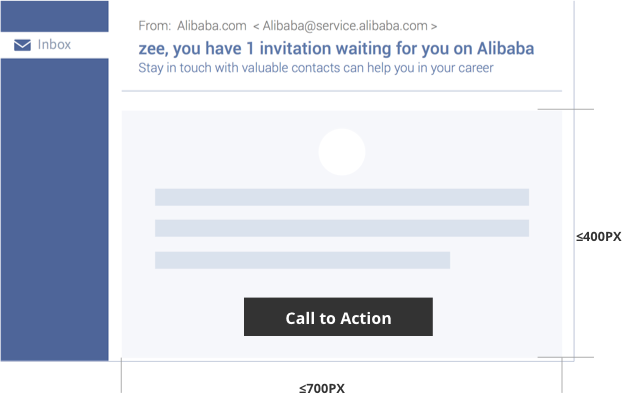 From: Alibaba.com < Alibaba@service.alibaba.com >
Inbox
zee, you have 1 invitation waiting for you on Alibaba
Stay in touch with valuable contacts can help you in your career
≤400PX
Call to Action
≤700PX